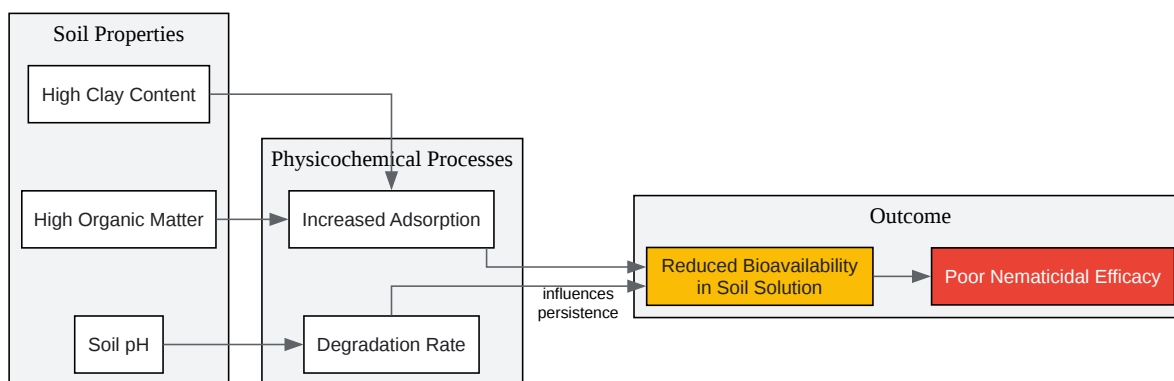 Soil Properties
High Clay Content
High Organic Matter
Soil pH
Physicochemical Processes
Increased Adsorption
Degradation Rate
influences
persistence
Outcome
Reduced Bioavailability
in Soil Solution
Poor Nematicidal Efficacy